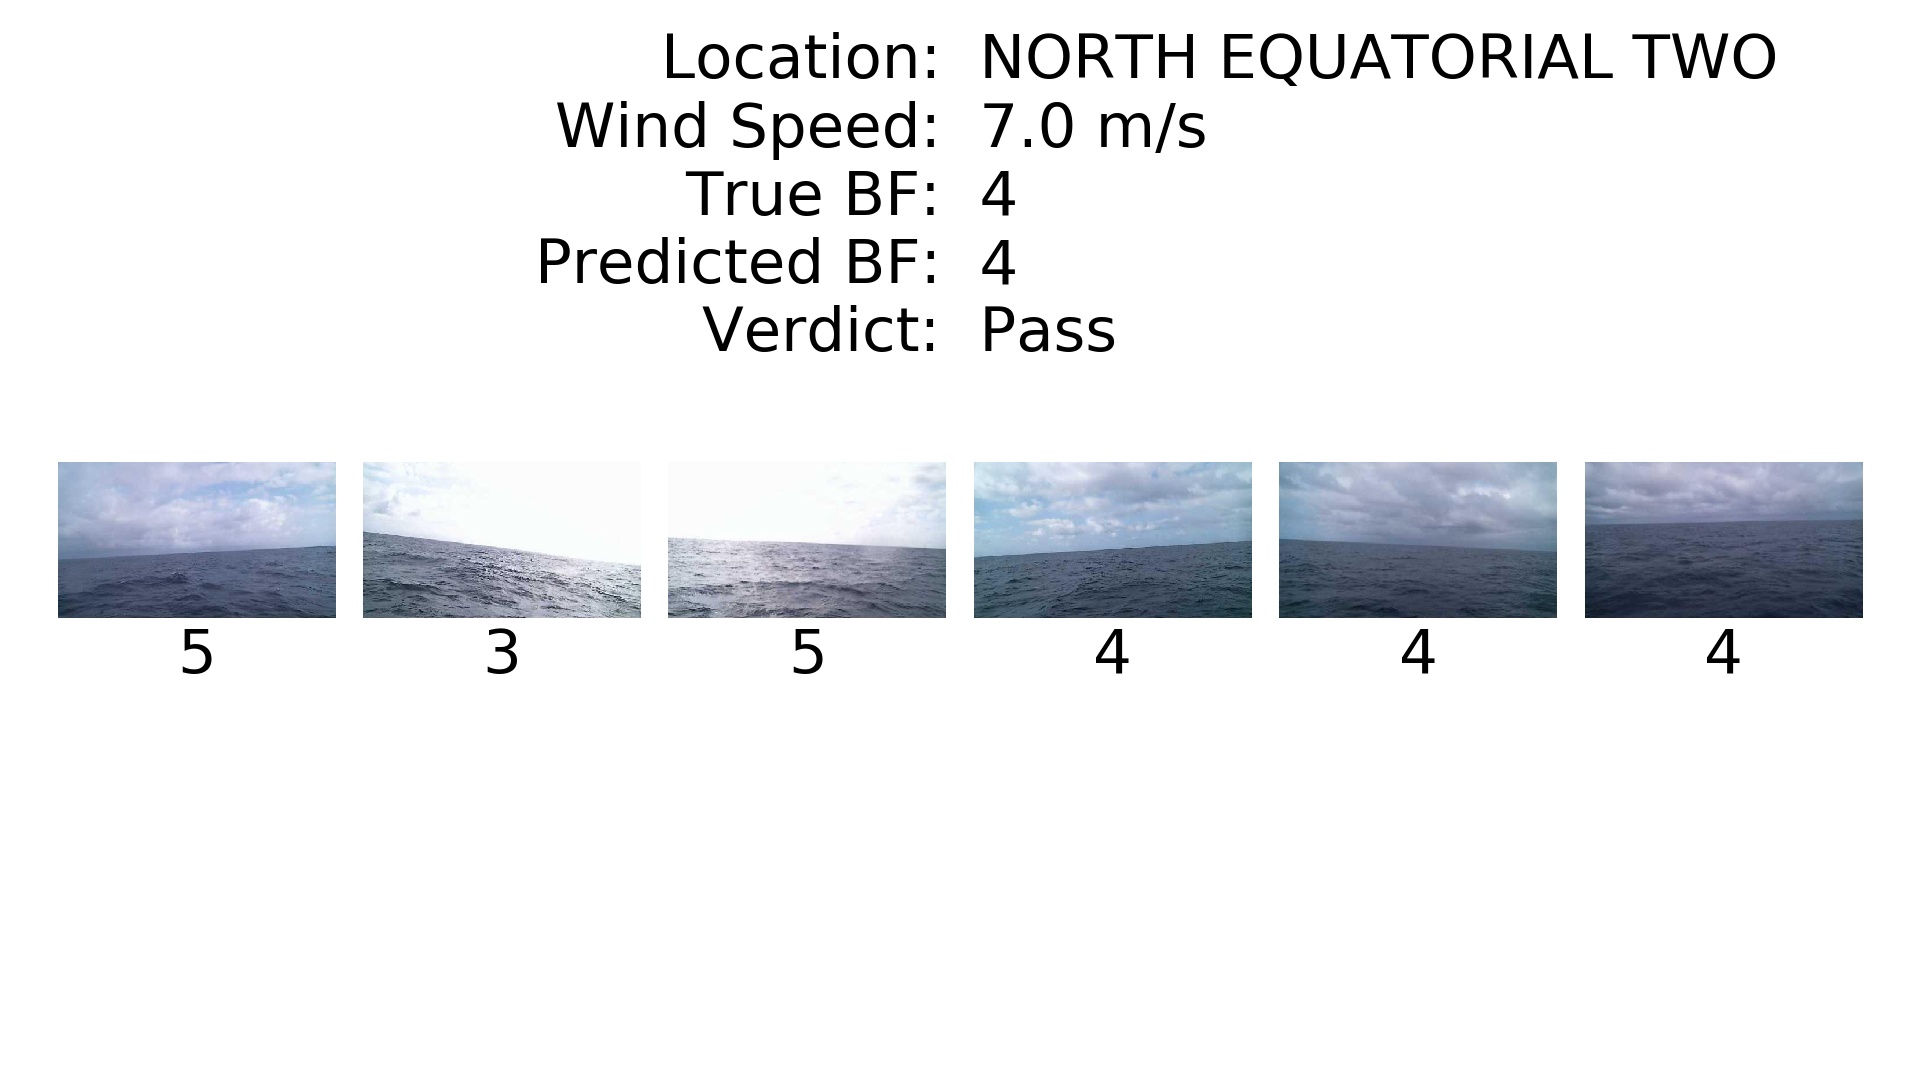 Location: NORTH EQUATORIAL TWO
Wind Speed: 7.0 m/s
True BF: 4
Predicted BF: 4
Verdict: Pass
5 3 5 4 4 4